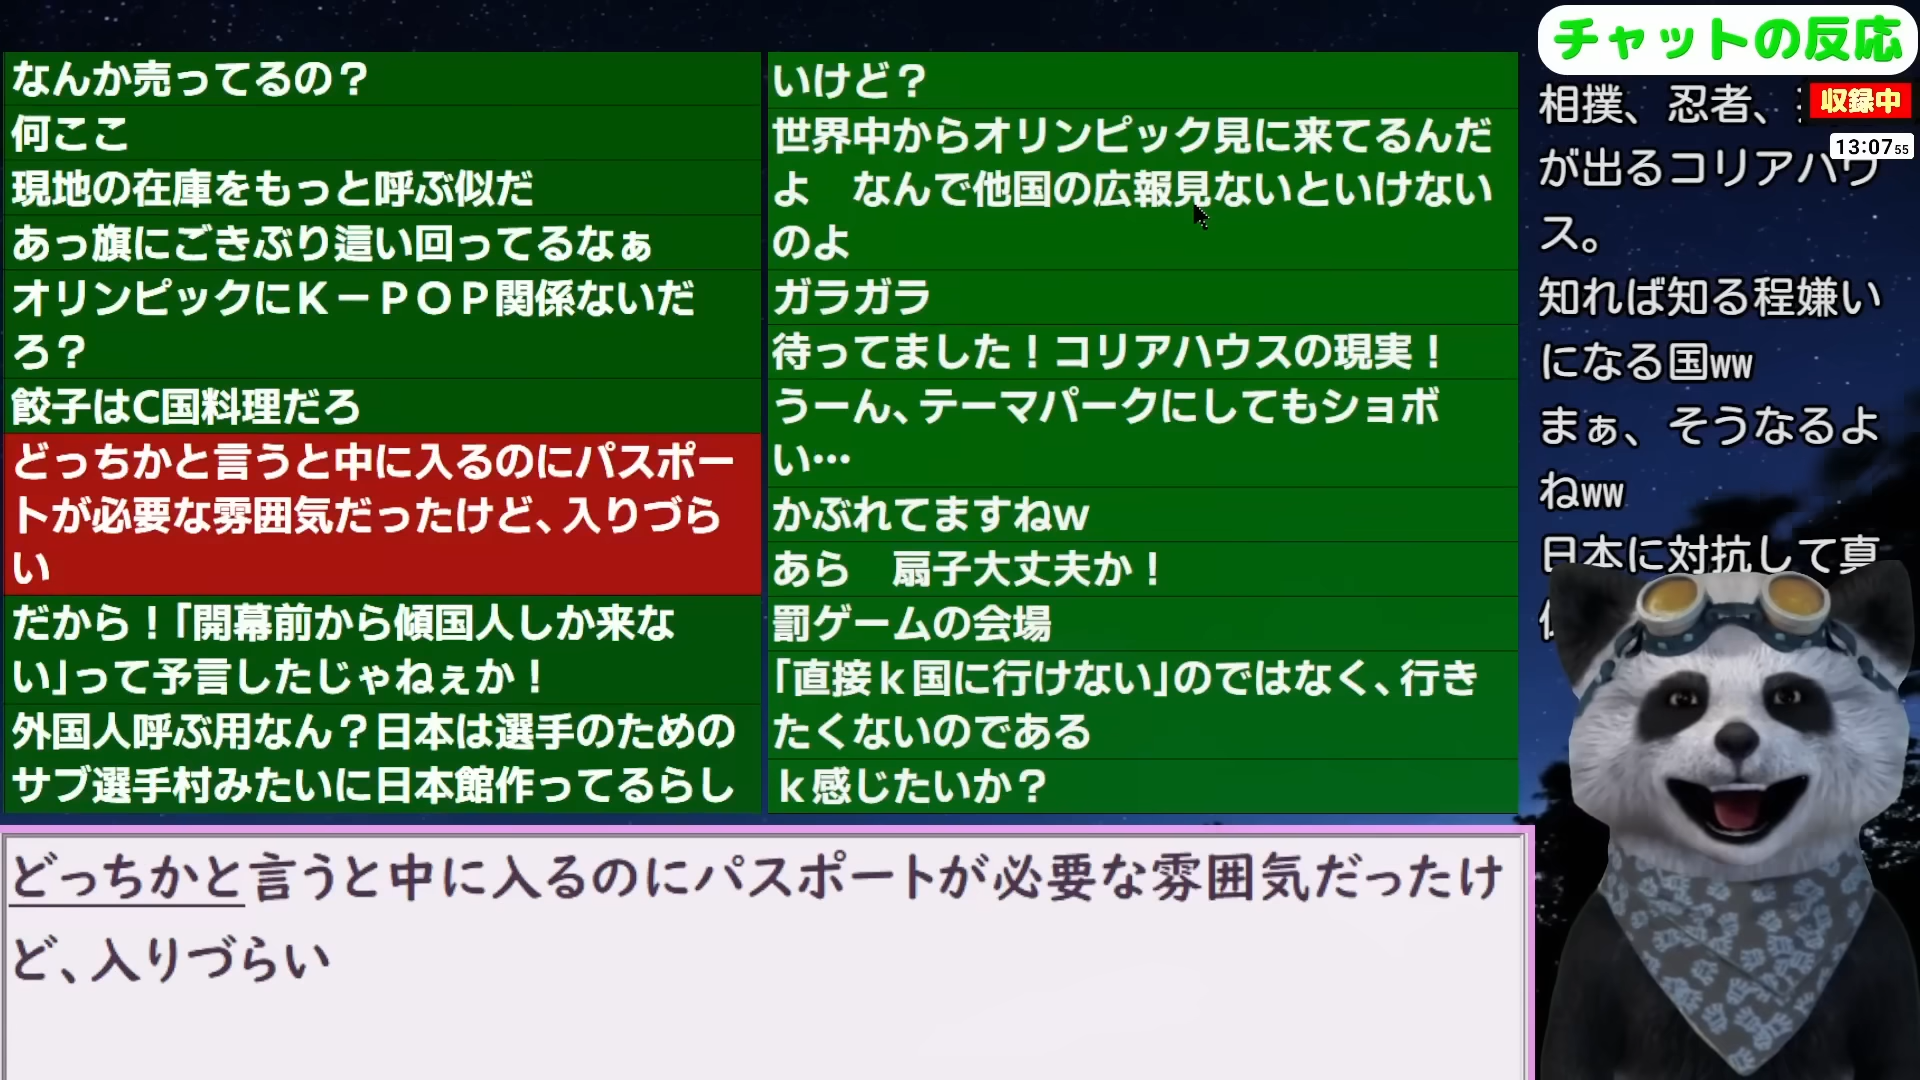 なんか売ってるの？
何ここ
現地の在庫をもっと呼ぶ似だ
あっ旗にごきぶり這い回ってるなぁ
オリンピックにＫ－ＰＯＰ関係ないだ
ろ？
餃子はC国料理だろ
どっちかと言うと中に入るのにパスポー
トが必要な雰囲気だったけど、入りづら
い
だから！「開幕前から傾国人しか来な
い」って予言したじゃねぇか！
外国人呼ぶ用なん？日本は選手のための
サブ選手村みたいに日本館作ってるらし
いけど？
世界中からオリンピック見に来てるんだ
よ　なんで他国の広報見ないといけない
のよ
ガラガラ
待ってました！コリアハウスの現実！
うーん、テーマパークにしてもショボ
い…
かぶれてますねw
あら　扇子大丈夫か！
罰ゲームの会場
「直接ｋ国に行けない」のではなく、行き
たくないのである
ｋ感じたいか？
チャットの反応
収録中
13:07 55
相撲、忍者、
が出るコリアハウ
ス。
知れば知る程嫌い
になる国ww
まぁ、そうなるよ
ねww
日本に対抗して真
どっちかと言うと中に入るのにパスポートが必要な雰囲気だったけ
ど、入りづらい